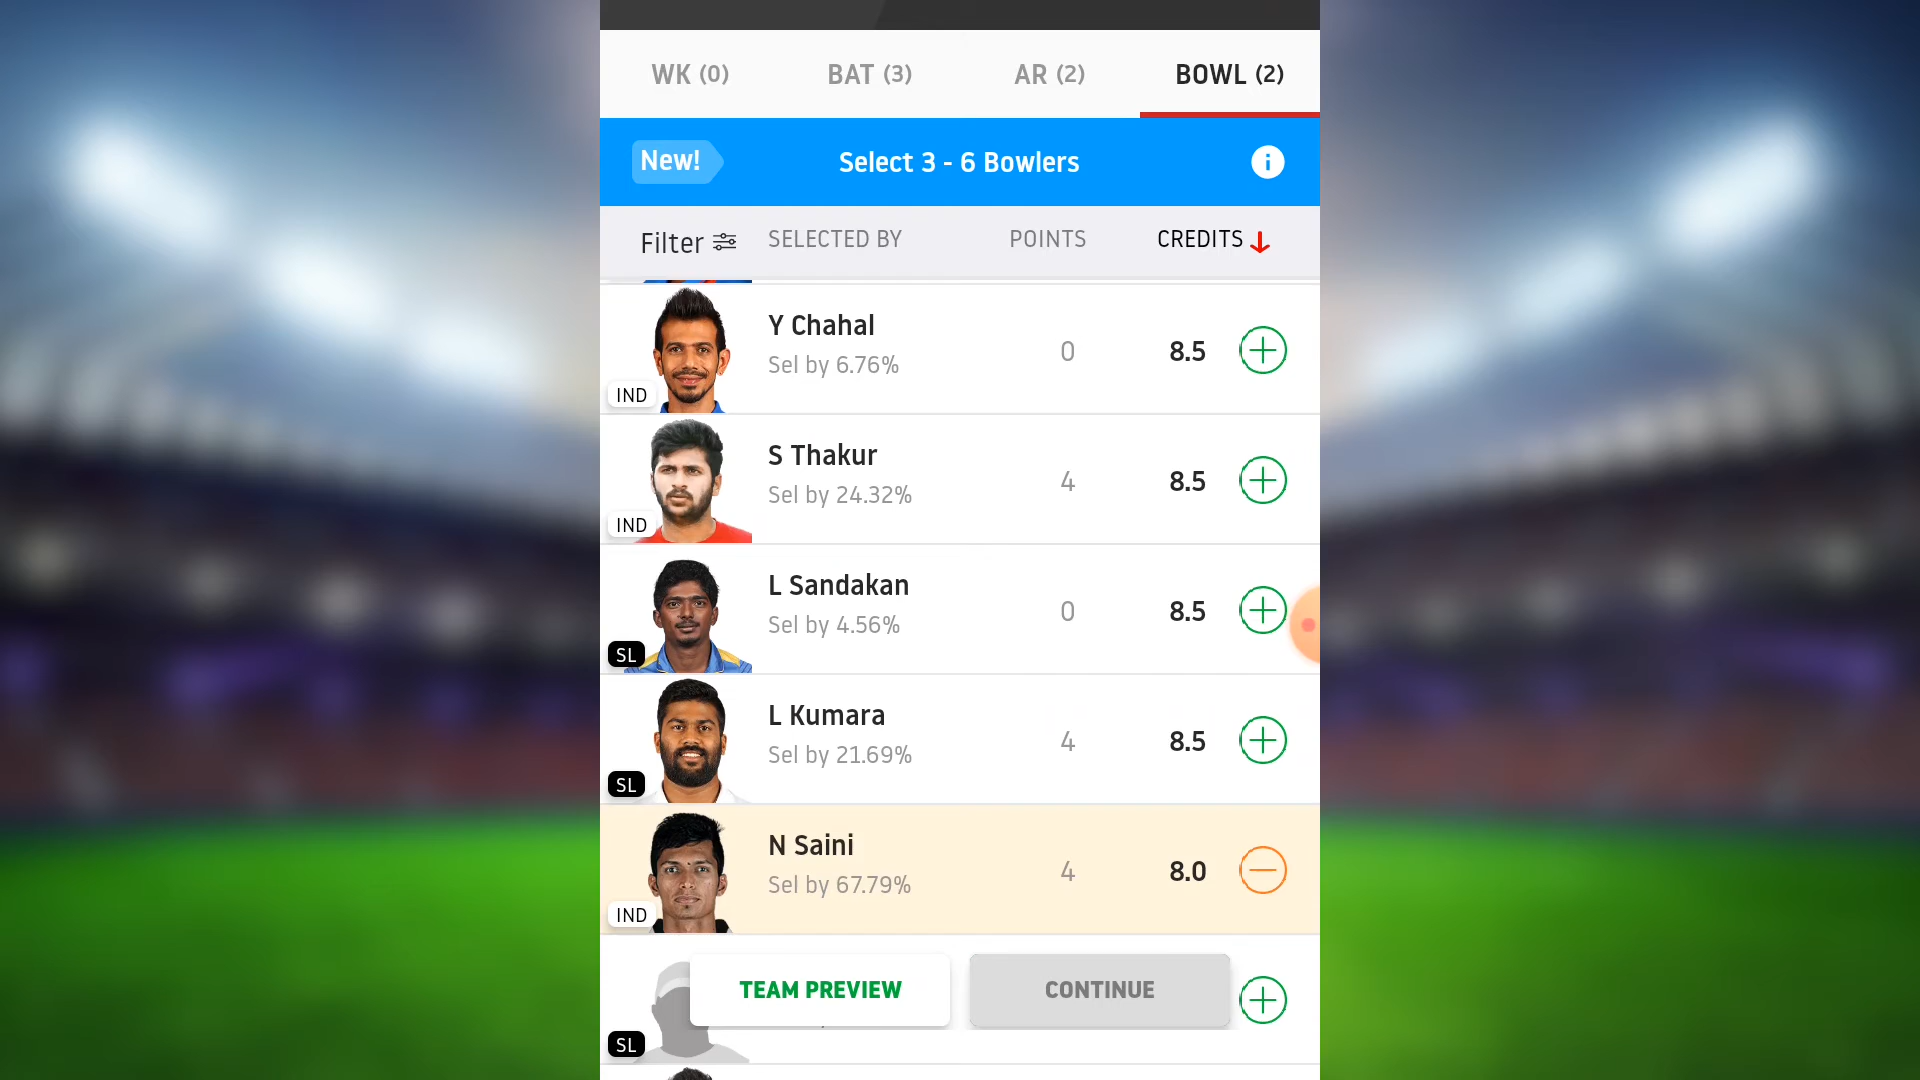 WK (0) BAT (3) AR (2) BOWL (2)
New! Select 3 - 6 Bowlers i
Filter SELECTED BY POINTS CREDITS
Y Chahal
Sel by 6.76% 0 8.5
IND
S Thakur
Sel by 24.32% 4 8.5
IND
L Sandakan
Sel by 4.56% 0 8.5
SL
L Kumara
Sel by 21.69% 4 8.5
SL
N Saini
Sel by 67.79% 4 8.0
IND
TEAM PREVIEW CONTINUE
SL